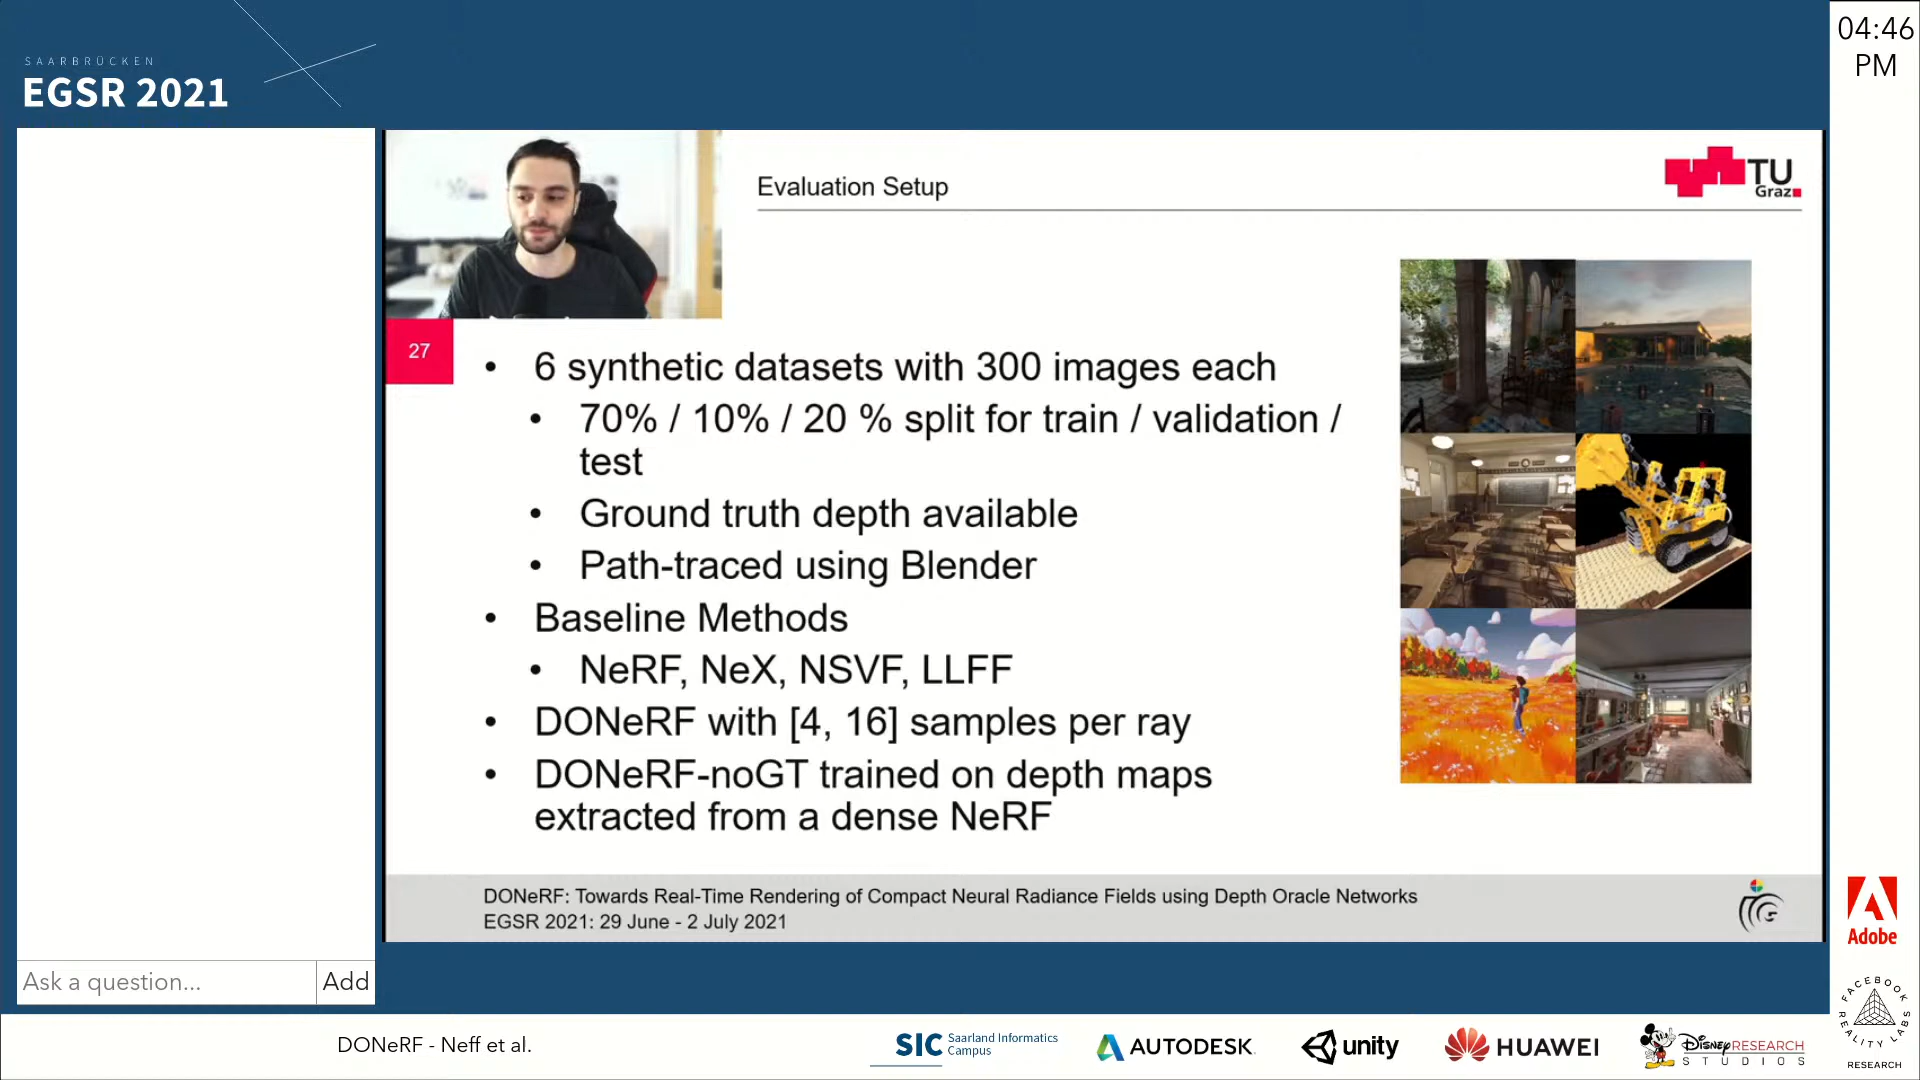 SAARBRÜCKEN
EGSR 2021
04:46
PM
Evaluation Setup
TU
Graz
27
• 6 synthetic datasets with 300 images each
• 70% / 10% / 20 % split for train / validation /
test
• Ground truth depth available
• Path-traced using Blender
• Baseline Methods
• NeRF, NeX, NSVF, LLFF
• DONeRF with [4, 16] samples per ray
• DONeRF-noGT trained on depth maps
extracted from a dense NeRF
DONeRF: Towards Real-Time Rendering of Compact Neural Radiance Fields using Depth Oracle Networks
EGSR 2021: 29 June - 2 July 2021
Ask a question...
Add
DONeRF - Neff et al.
SIC Saarland Informatics
Campus
AUTODESK
unity
HUAWEI
DISNEY RESEARCH
STUDIOS
Adobe
FACEBOOK
REALITY LABS
RESEARCH